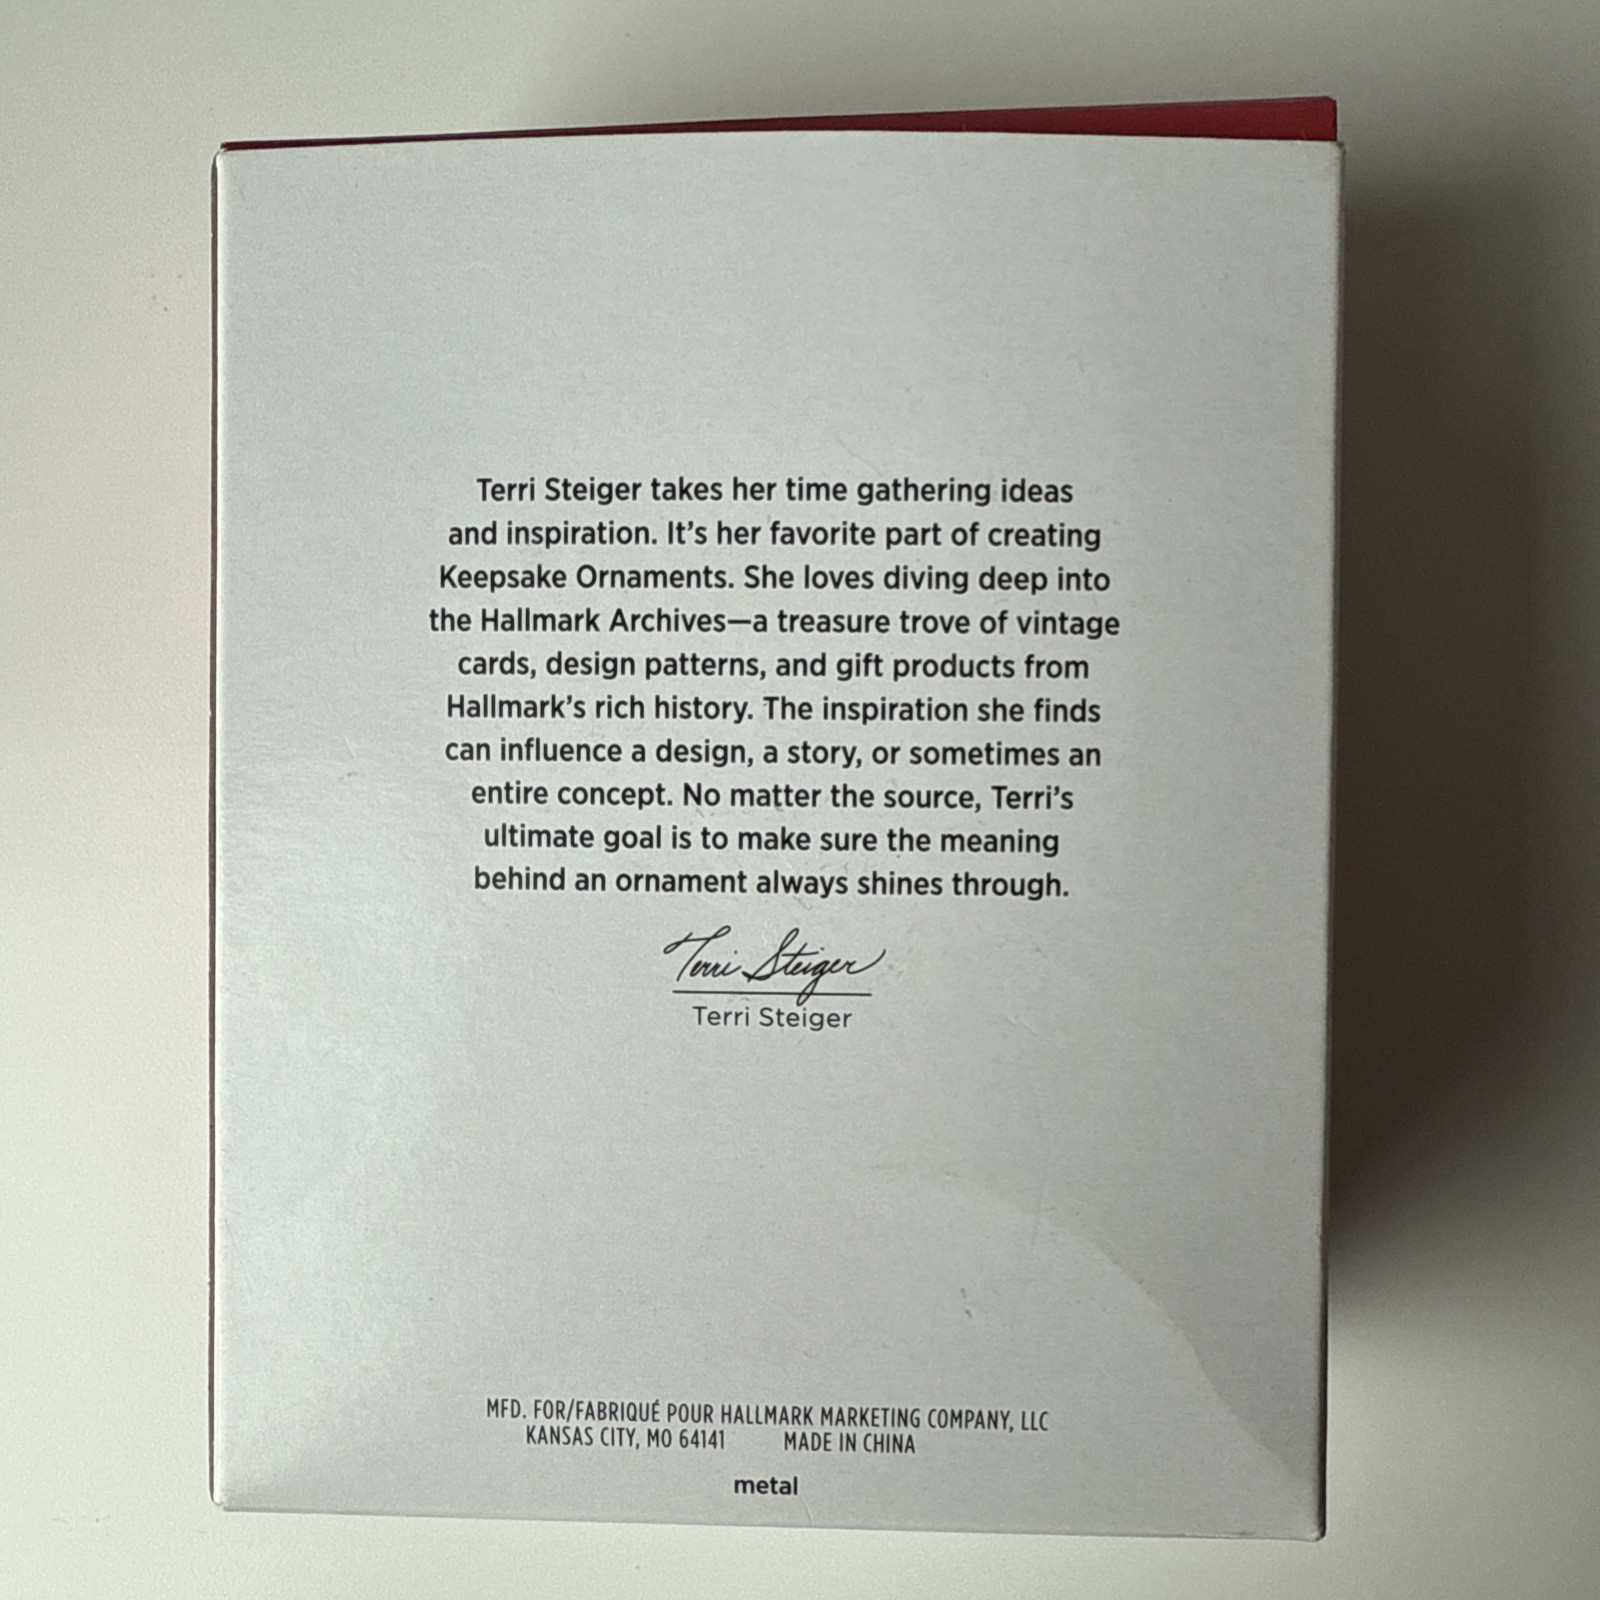 Terri Steiger takes her time gathering ideas
and inspiration. It’s her favorite part of creating
Keepsake Ornaments. She loves diving deep into
the Hallmark Archives—a treasure trove of vintage
cards, design patterns, and gift products from
Hallmark’s rich history. The inspiration she finds
can influence a design, a story, or sometimes an
entire concept. No matter the source, Terri’s
ultimate goal is to make sure the meaning
behind an ornament always shines through.
Terri Steiger
Terri Steiger
MFD. FOR/FABRIQUÉ POUR HALLMARK MARKETING COMPANY, LLC
KANSAS CITY, MO 64141 MADE IN CHINA
metal